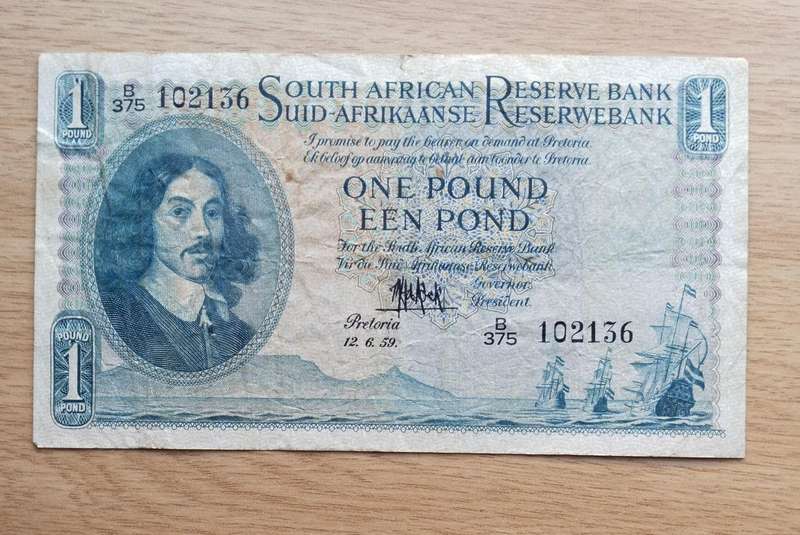 1
POUND
B/375 102136
SOUTH AFRICAN RESERVE BANK
SUID-AFRIKAANSE RESERWEBANK
1
POND
I promise to pay the bearer on demand at Pretoria.
Ek beloof op aanvraag te betaal aan toonder te Pretoria.
ONE POUND
EEN POND
For the South African Reserve Bank
Vir die Suid-Afrikaanse Reserwebank
Governor.
President.
Pretoria
12. 6. 59.
B/375 102136
POUND
1
POND